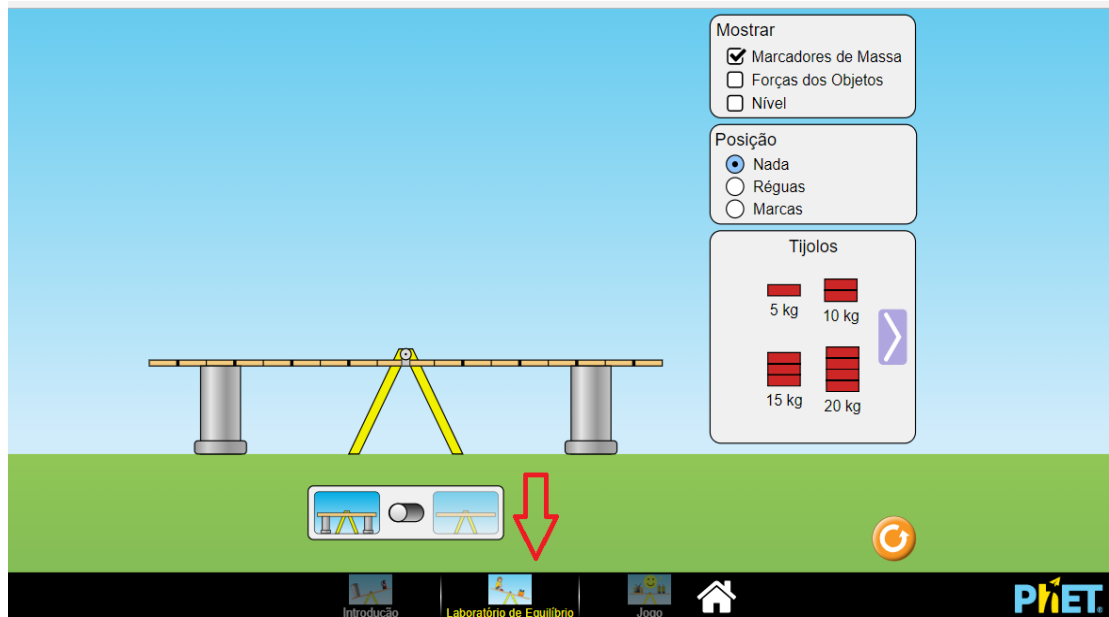 Mostrar
Marcadores de Massa
Forças dos Objetos
Nível
Posição
Nada
Réguas
Marcas
Tijolos
5 kg
10 kg
15 kg
20 kg
Introdução
Laboratório de Equilíbrio
Jogo
PhET